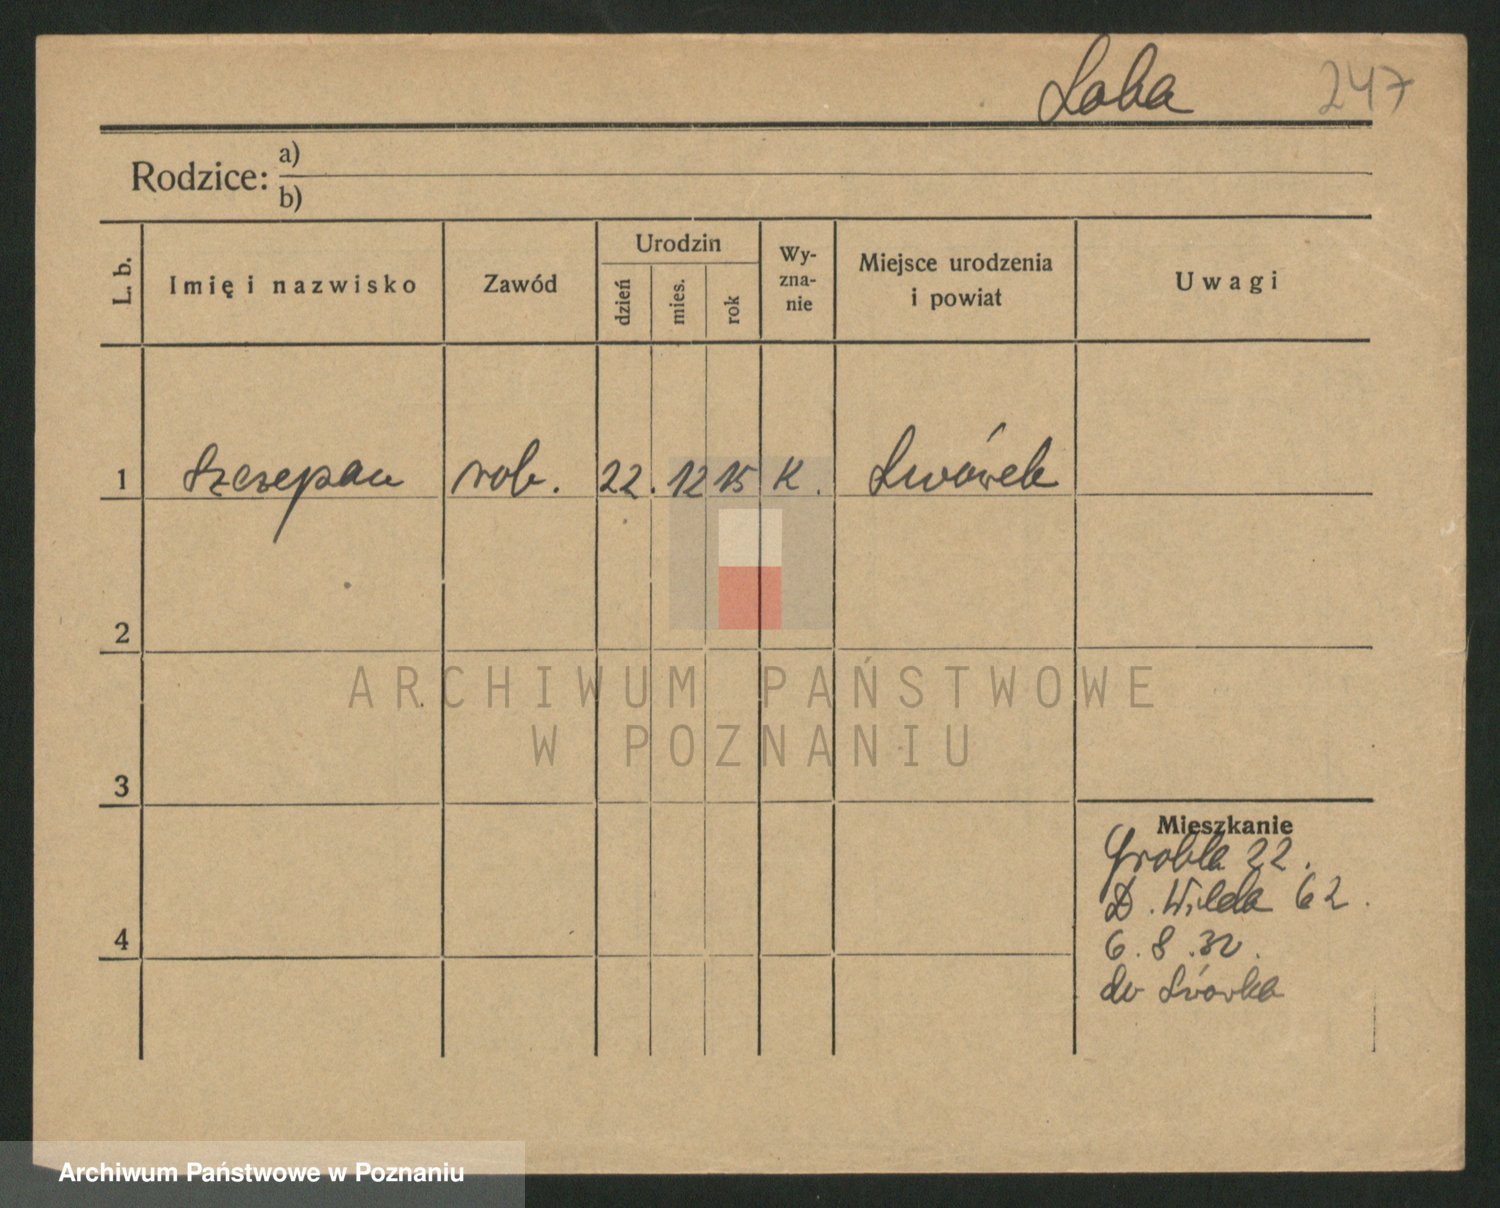 Loba 247
Rodzice: a)
b)
L. b.
Imię i nazwisko
Zawód
Urodzin
dzień
mies.
rok
Wy-
zna-
nie
Miejsce urodzenia
i powiat
Uwagi
1 Szczepan rob. 22. 12 15 K. Lwówek
2
3
4
Mieszkanie
Grobla 22.
D. Wilda 62.
6.8.32.
do Lwówka
ARCHIWUM PAŃSTWOWE
W POZNANIU
Archiwum Państwowe w Poznaniu